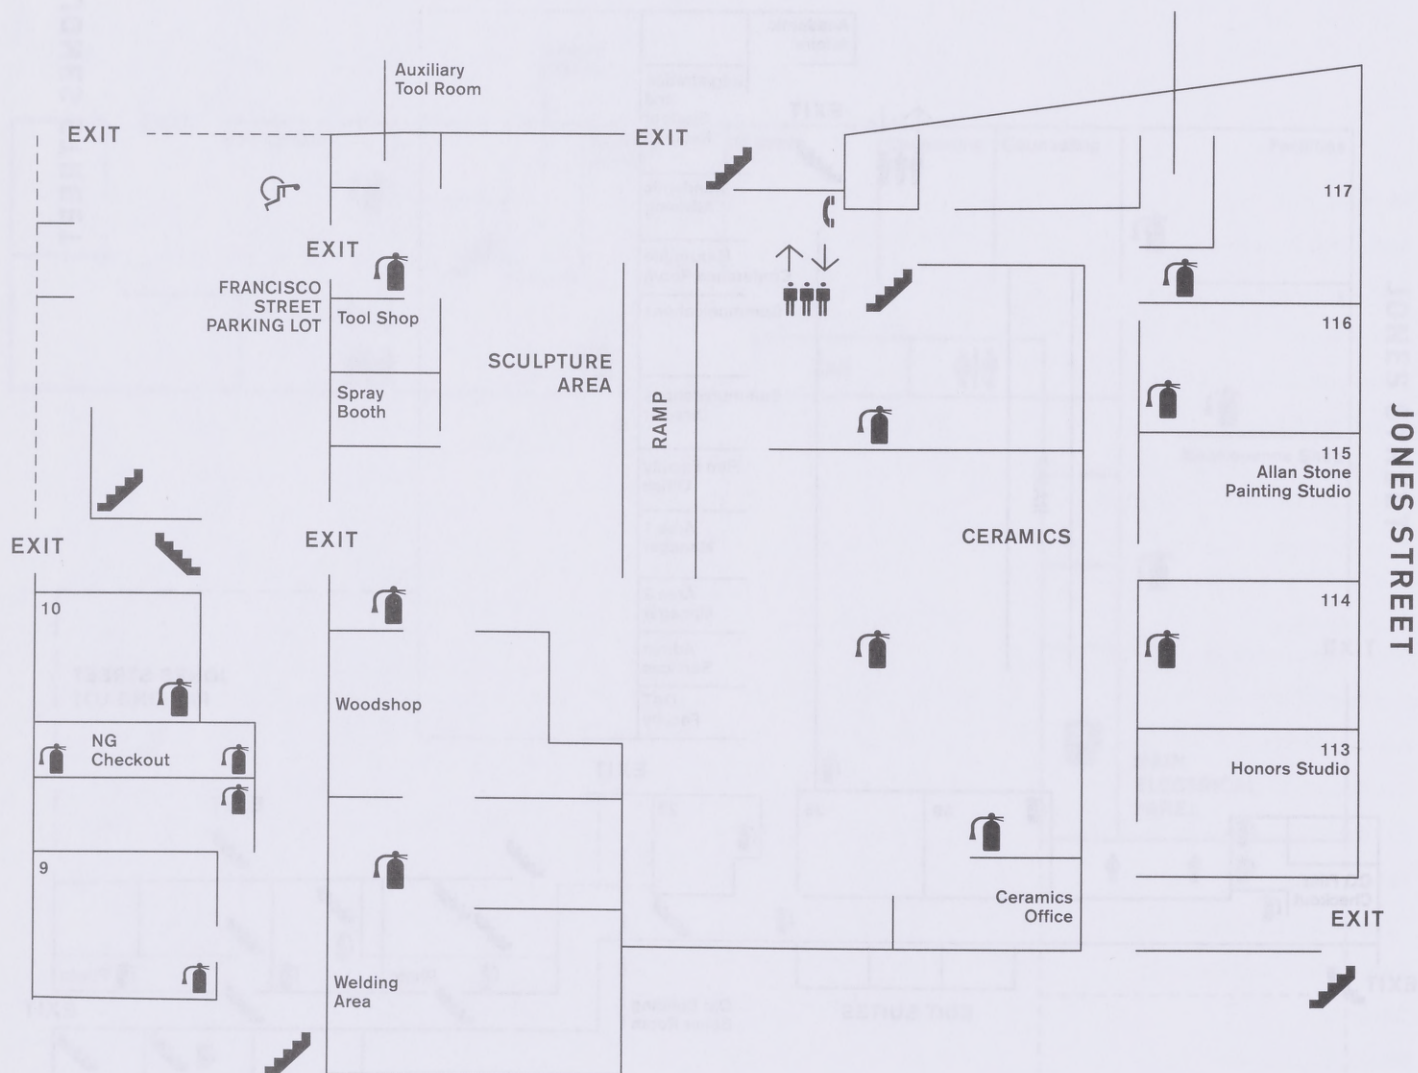 Auxiliary
Tool Room
EXIT
EXIT
117
EXIT
FRANCISCO
STREET
PARKING LOT
Tool Shop
116
SCULPTURE
AREA
Spray
Booth
RAMP
JONES STREET
115
Allan Stone
Painting Studio
EXIT
EXIT
CERAMICS
10
114
Woodshop
NG
Checkout
113
Honors Studio
9
Ceramics
Office
EXIT
Welding
Area